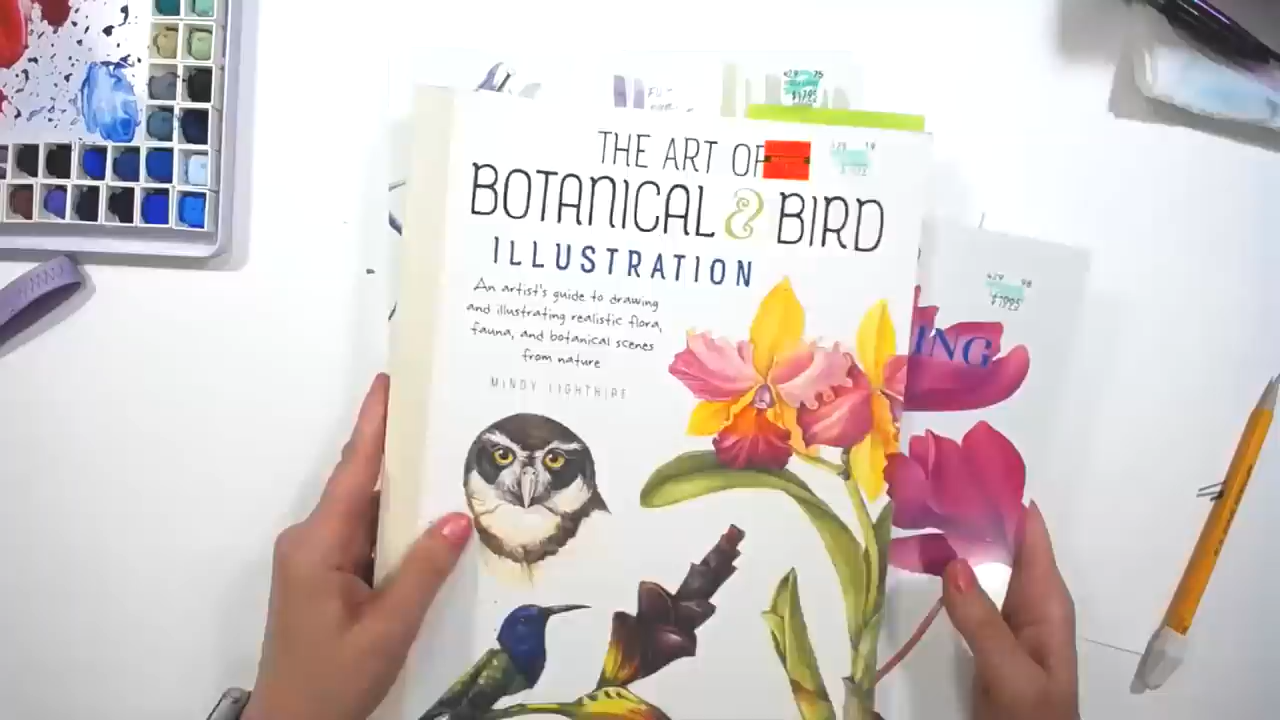 THE ART OF
BOTANICAL & BIRD
ILLUSTRATION
An artist's guide to drawing
and illustrating realistic flora,
fauna, and botanical scenes
from nature
MINDY LIGHTHIPE
ING